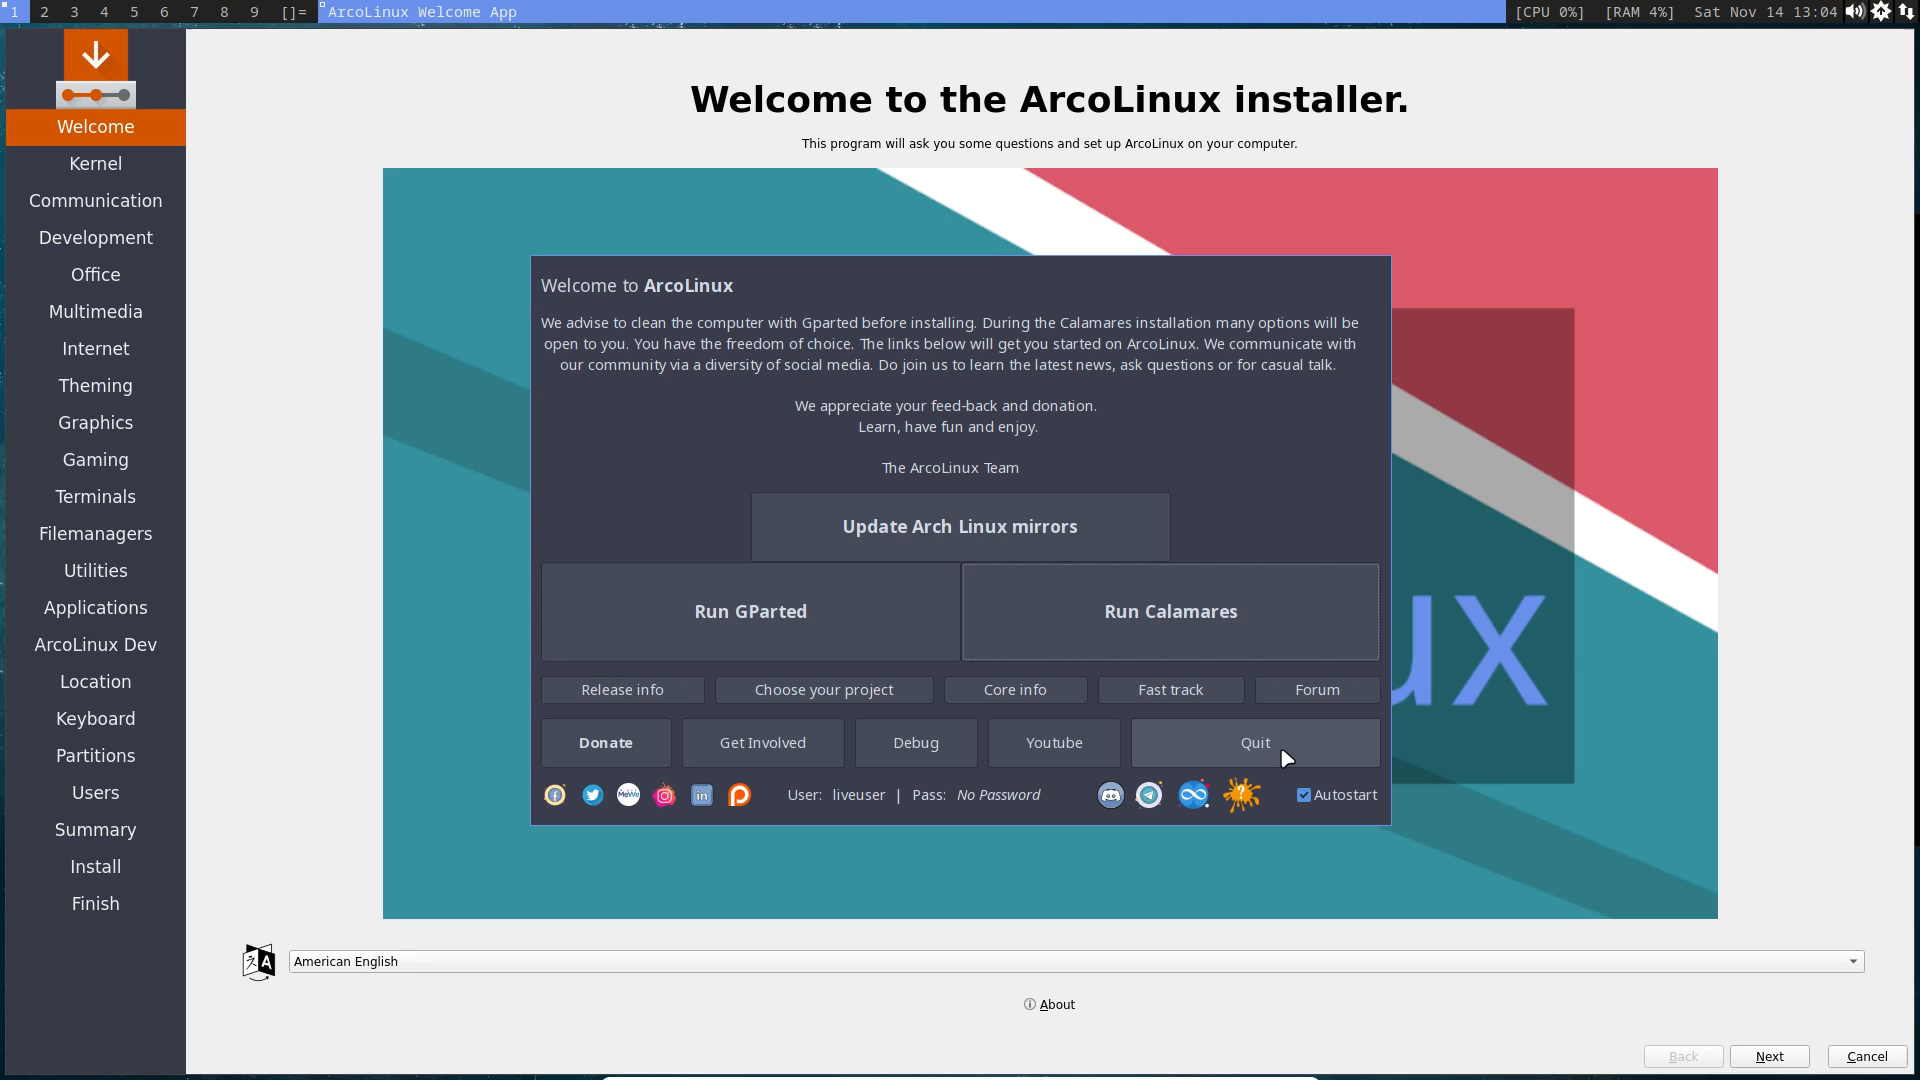 1 2 3 4 5 6 7 8 9 []= ArcoLinux Welcome App [CPU 0%] [RAM 4%] Sat Nov 14 13:04
Welcome
Kernel
Communication
Development
Office
Multimedia
Internet
Theming
Graphics
Gaming
Terminals
Filemanagers
Utilities
Applications
ArcoLinux Dev
Location
Keyboard
Partitions
Users
Summary
Install
Finish
Welcome to the ArcoLinux installer.
This program will ask you some questions and set up ArcoLinux on your computer.
Welcome to ArcoLinux
We advise to clean the computer with Gparted before installing. During the Calamares installation many options will be
open to you. You have the freedom of choice. The links below will get you started on ArcoLinux. We communicate with
our community via a diversity of social media. Do join us to learn the latest news, ask questions or for casual talk.
We appreciate your feed-back and donation.
Learn, have fun and enjoy.
The ArcoLinux Team
Update Arch Linux mirrors
Run GParted Run Calamares
Release info Choose your project Core info Fast track Forum
Donate Get Involved Debug Youtube Quit
MeWe in User: liveuser | Pass: No Password ? Autostart
ux
A American English
About
Back Next Cancel